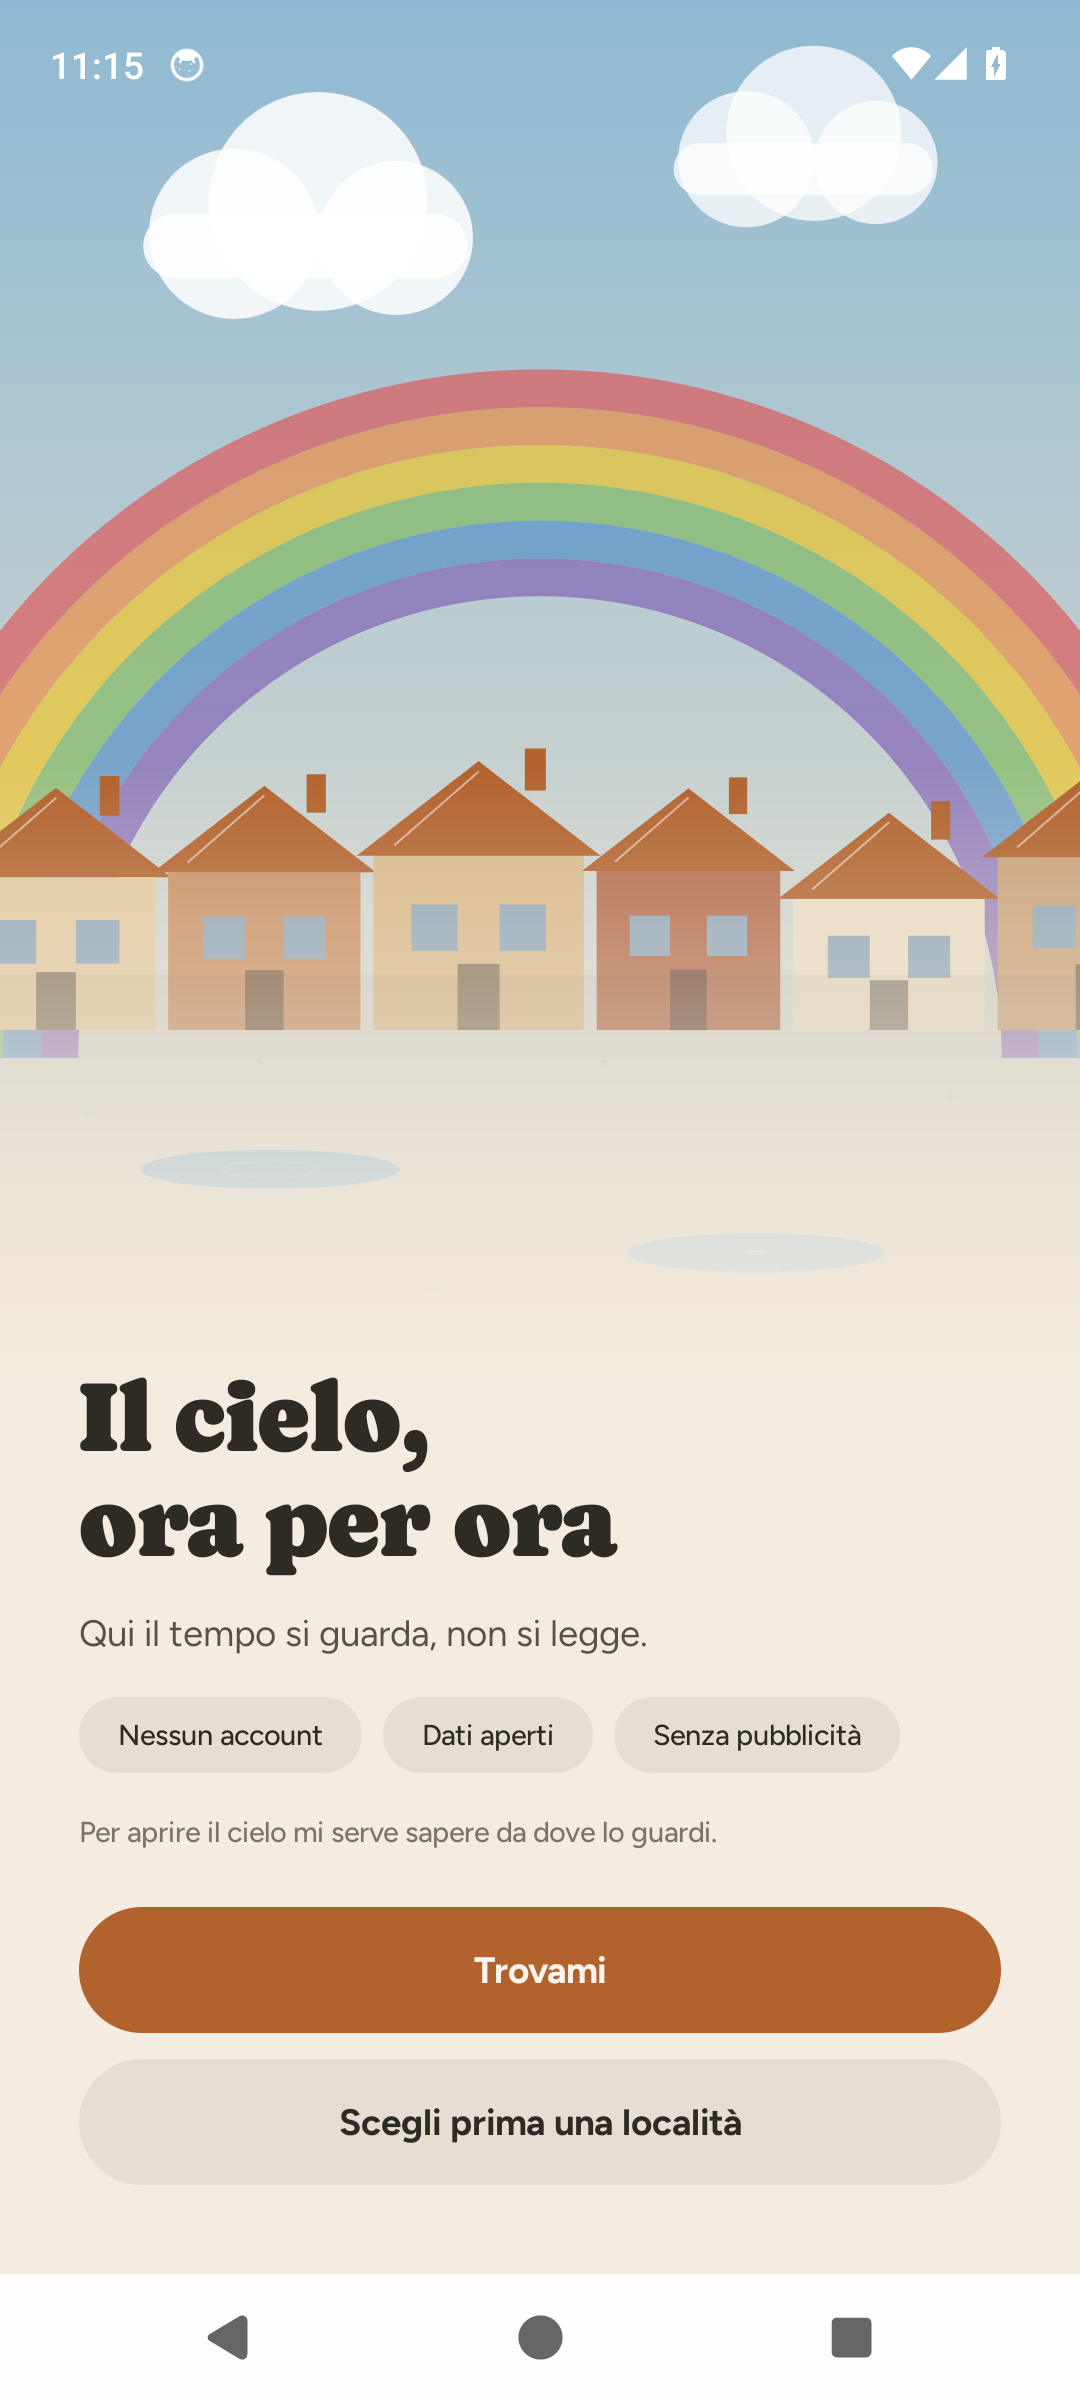 11:15
Il cielo,
ora per ora
Qui il tempo si guarda, non si legge.
Nessun account
Dati aperti
Senza pubblicità
Per aprire il cielo mi serve sapere da dove lo guardi.
Trovami
Scegli prima una località